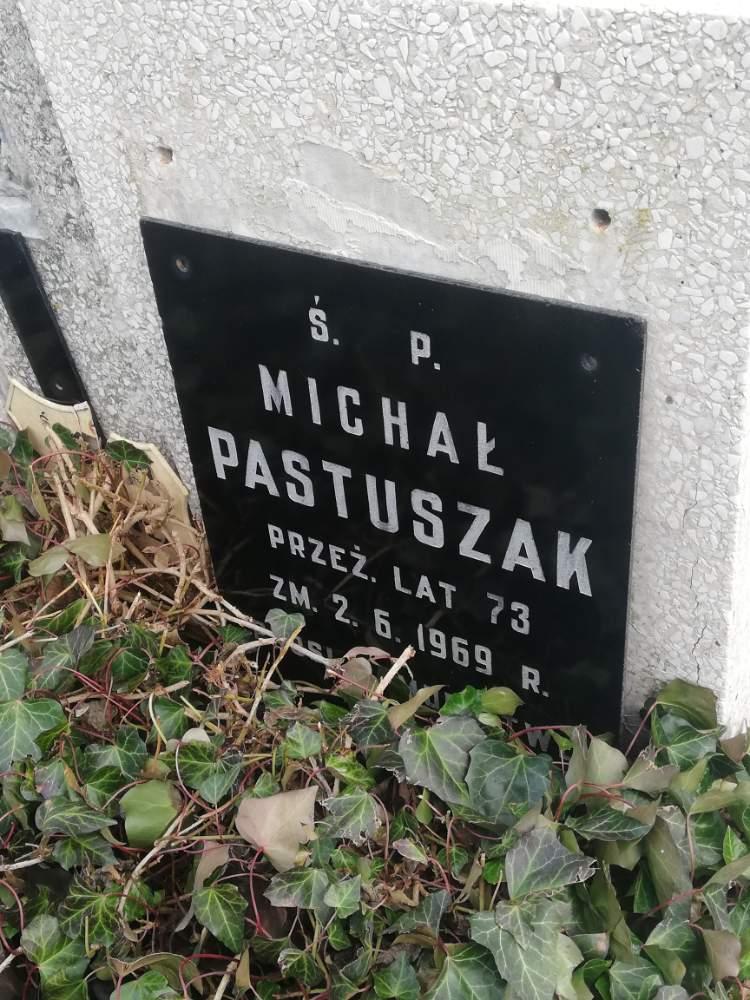 Ś. P.
MICHAŁ
PASTUSZAK
PRZEŻ. LAT 73
ZM. 2. 6. 1969 R.